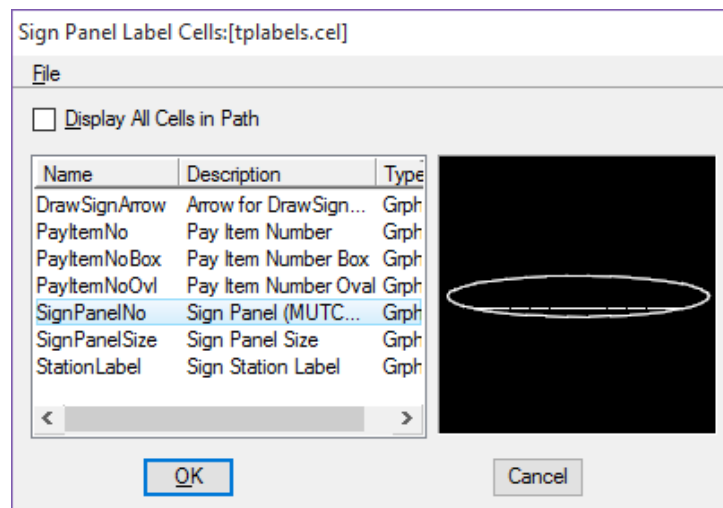 Sign Panel Label Cells:[tplabels.cel]
File
Display All Cells in Path
Name Description Type
DrawSignArrow Arrow for DrawSign... Grph
PayItemNo Pay Item Number Grph
PayItemNoBox Pay Item Number Box Grph
PayItemNoOvl Pay Item Number Oval Grph
SignPanelNo Sign Panel (MUTC... Grph
SignPanelSize Sign Panel Size Grph
StationLabel Sign Station Label Grph
OK Cancel